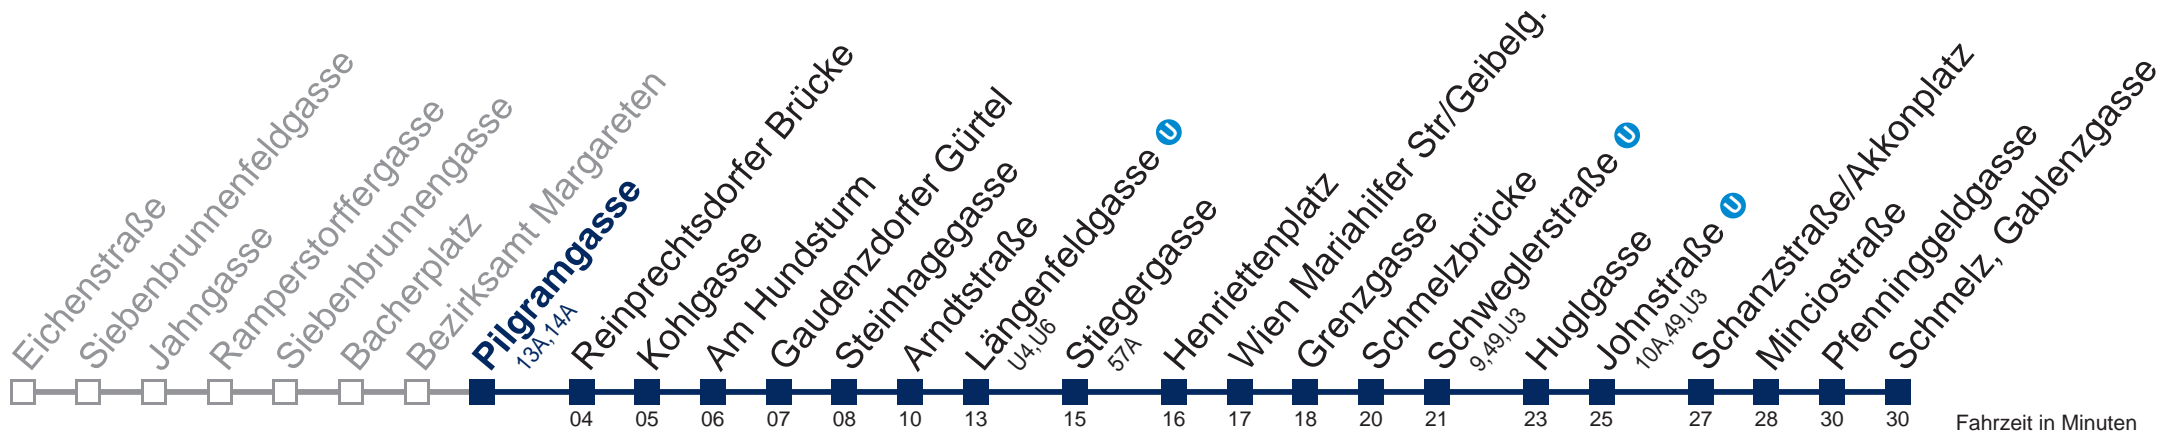 Eichenstraße
Siebenbrunnenfeldgasse
Jahngasse
Ramperstoffergasse
Siebenbrunnengasse
Bacherplatz
Bezirksamt Margareten
Pilgramgasse
13A, 14A
Reinprechtsdorfer Brücke
Kohlgasse
Am Hundsturm
Gaudenzdorfer Gürtel
Steinhagegasse
Arndtstraße
Längenfeldgasse U
U4,U6
Stiegergasse
57A
Henriettenplatz
Wien Mariahilfer Str/Geibelg.
Grenzgasse
Schmelzbrücke
Schweglerstraße U
9,49,U3
Huglgasse
Johnstraße U
10A,49,U3
Schanzstraße/Akkonplatz
Minciostraße
Pfenninggeldgasse
Schmelz, Gablenzgasse
04 05 06 07 08 10 13 15 16 17 18 20 21 23 25 27 28 30 30 Fahrzeit in Minuten